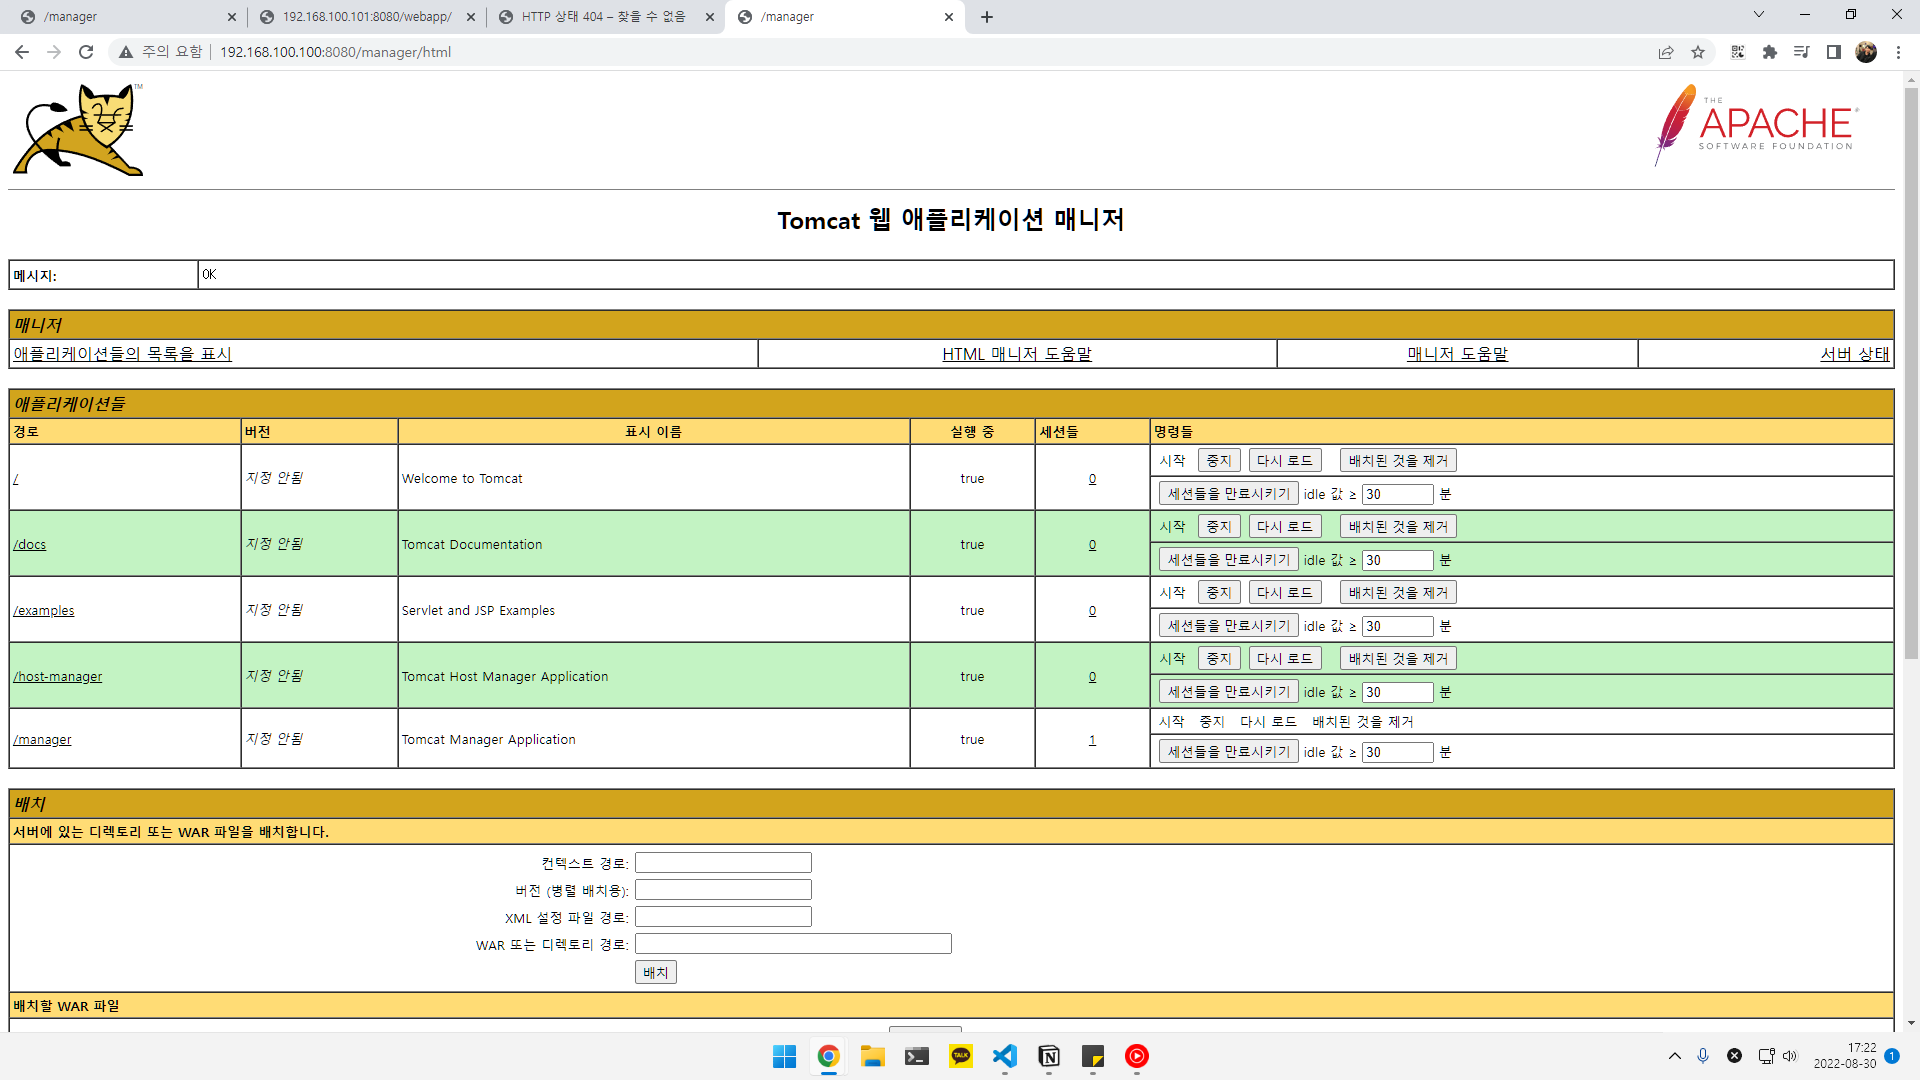 /manager
192.168.100.101:8080/webapp/
HTTP 상태 404 – 찾을 수 없음
/manager
주의 요함
192.168.100.100:8080/manager/html
TM
THE
APACHE®
SOFTWARE FOUNDATION
Tomcat 웹 애플리케이션 매니저
메시지: OK
매니저
애플리케이션들의 목록을 표시 HTML 매니저 도움말 매니저 도움말 서버 상태
애플리케이션들
경로 버전 표시 이름 실행 중 세션들 명령들
/ 지정 안됨 Welcome to Tomcat true 0
시작 중지 다시 로드 배치된 것을 제거
세션들을 만료시키기 idle 값 ≥ 30 분
/docs 지정 안됨 Tomcat Documentation true 0
시작 중지 다시 로드 배치된 것을 제거
세션들을 만료시키기 idle 값 ≥ 30 분
/examples 지정 안됨 Servlet and JSP Examples true 0
시작 중지 다시 로드 배치된 것을 제거
세션들을 만료시키기 idle 값 ≥ 30 분
/host-manager 지정 안됨 Tomcat Host Manager Application true 0
시작 중지 다시 로드 배치된 것을 제거
세션들을 만료시키기 idle 값 ≥ 30 분
/manager 지정 안됨 Tomcat Manager Application true 1
시작 중지 다시 로드 배치된 것을 제거
세션들을 만료시키기 idle 값 ≥ 30 분
배치
서버에 있는 디렉토리 또는 WAR 파일을 배치합니다.
컨텍스트 경로:
버전 (병렬 배치용):
XML 설정 파일 경로:
WAR 또는 디렉토리 경로:
배치
배치할 WAR 파일
TALK
17:22
2022-08-30
1